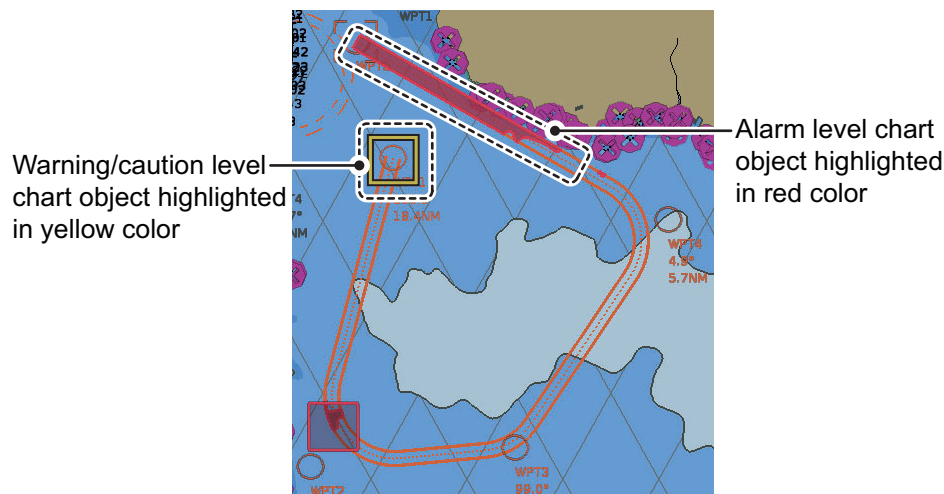 WPT1
Warning/caution level
chart object highlighted
in yellow color
Alarm level chart
object highlighted
in red color
18.4NM
WPT4
4.9°
5.7NM
WPT3
99.0°
WPT2